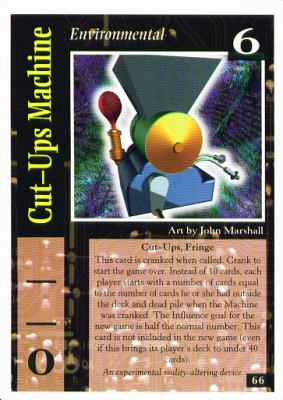 Cut–Ups Machine
Environmental
6
Art by John Marshall
Cut–Ups, Fringe
This card is cranked when called. Crank to
start the game over. Instead of 10 cards, each
player starts with a number of cards equal
to the number of cards he or she had outside
the deck and dead pile when the Machine
was cranked. The Influence goal for the
new game is half the normal number. This
card is not included in the new game (even
if this brings its player's deck to under 40
cards).
An experimental reality-altering device.
66
0